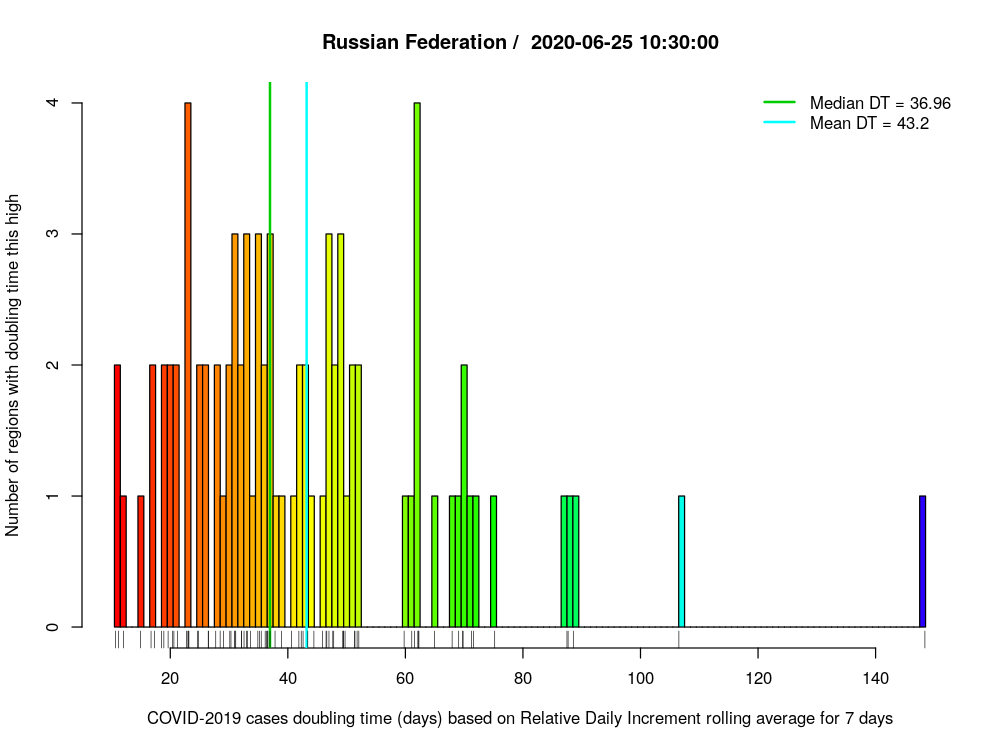 Russian Federation /  2020-06-25 10:30:00
Median DT = 36.96
Mean DT = 43.2
Number of regions with doubling time this high
4
3
2
1
0
20 40 60 80 100 120 140
COVID-2019 cases doubling time (days) based on Relative Daily Increment rolling average for 7 days